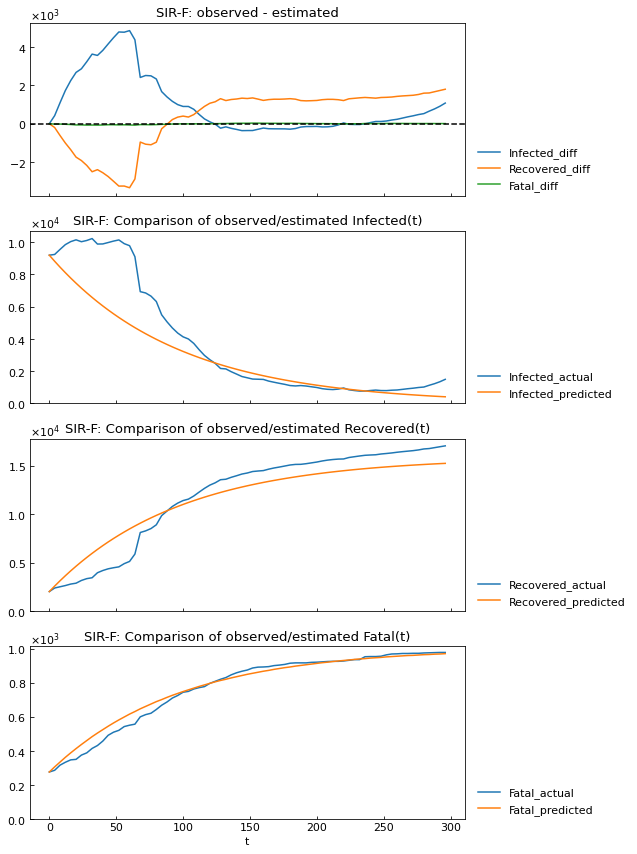 SIR-F: observed - estimated
×10³
4
2
0
−2
Infected_diff
Recovered_diff
Fatal_diff
SIR-F: Comparison of observed/estimated Infected(t)
×10⁴
1.0
0.8
0.6
0.4
0.2
0.0
Infected_actual
Infected_predicted
SIR-F: Comparison of observed/estimated Recovered(t)
×10⁴
1.5
1.0
0.5
0.0
Recovered_actual
Recovered_predicted
SIR-F: Comparison of observed/estimated Fatal(t)
×10³
1.0
0.8
0.6
0.4
0.2
0.0
Fatal_actual
Fatal_predicted
0 50 100 150 200 250 300
t